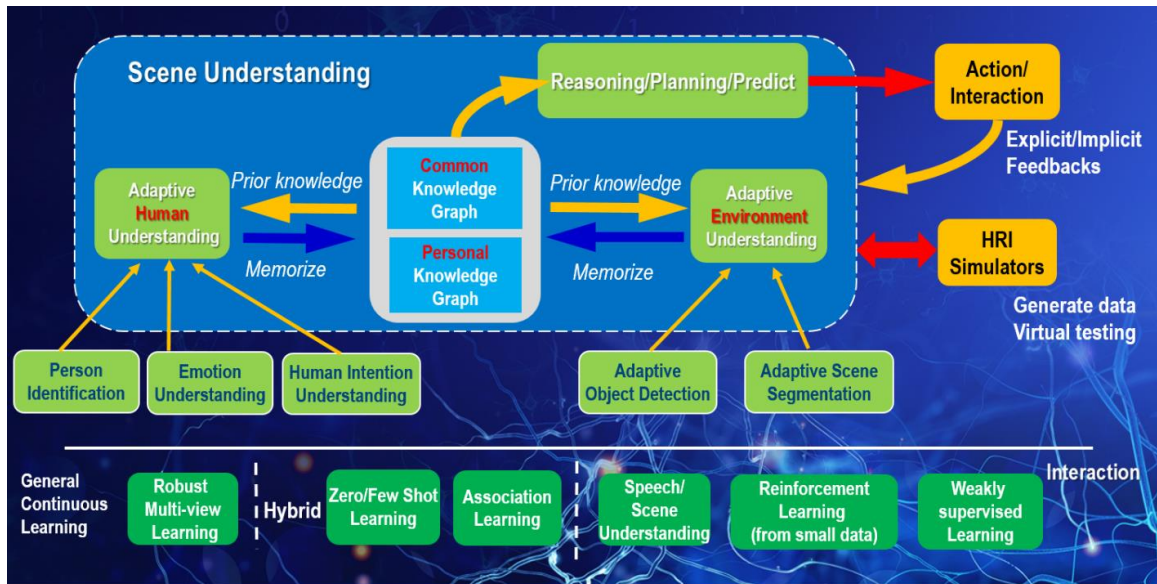 Scene Understanding
Reasoning/Planning/Predict
Action/
Interaction
Explicit/Implicit
Feedbacks
Adaptive
Human
Understanding
Prior knowledge
Memorize
Common
Knowledge
Graph
Personal
Knowledge
Graph
Prior knowledge
Memorize
Adaptive
Environment
Understanding
HRI
Simulators
Generate data
Virtual testing
Person
Identification
Emotion
Understanding
Human Intention
Understanding
Adaptive
Object Detection
Adaptive Scene
Segmentation
General
Continuous
Learning
Robust
Multi-view
Learning
Hybrid
Zero/Few Shot
Learning
Association
Learning
Speech/
Scene
Understanding
Reinforcement
Learning
(from small data)
Weakly
supervised
Learning
Interaction